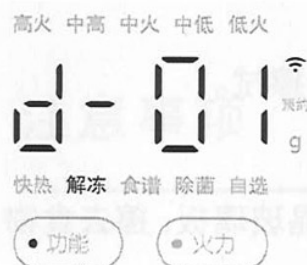 高火 中高 中火 中低 低火
d-01
预约
g
快热 解冻 食谱 除菌 自选
功能 火力